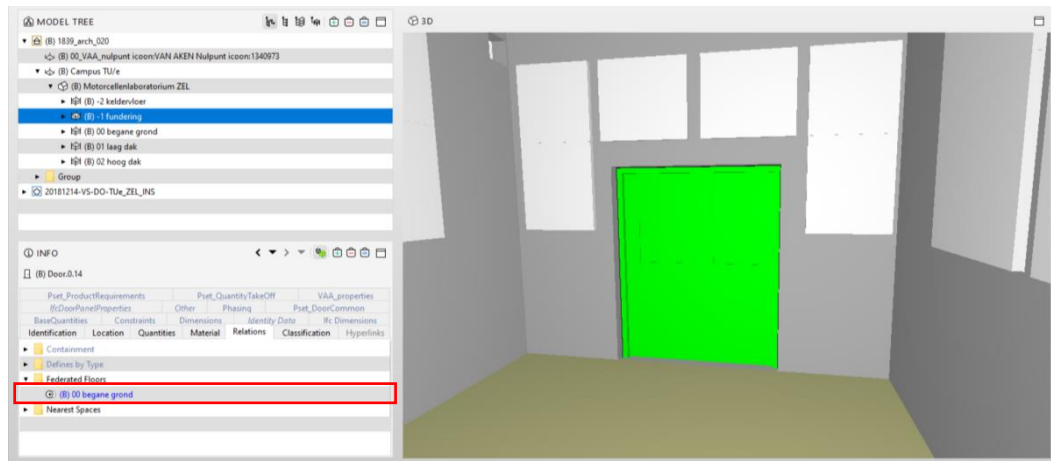 MODEL TREE
(B) 1839_arch_020
(B) 00_VAA_nulpunt icoon:VAN AKEN Nulpunt icoon:1340973
(B) Campus TU/e
(B) Motorcellenlaboratorium ZEL
(B) -2 keldervloer
(B) -1 fundering
(B) 00 begane grond
(B) 01 laag dak
(B) 02 hoog dak
Group
20181214-VS-DO-TUe_ZEL_INS
INFO
(B) Door.0.14
Pset_ProductRequirements Pset_QuantityTakeOff VAA_properties
IfcDoorPanelProperties Other Phasing Pset_DoorCommon
BaseQuantities Constraints Dimensions Identity Data Ifc Dimensions
Identification Location Quantities Material Relations Classification Hyperlinks
Containment
Defines by Type
Federated Floors
(B) 00 begane grond
Nearest Spaces
3D